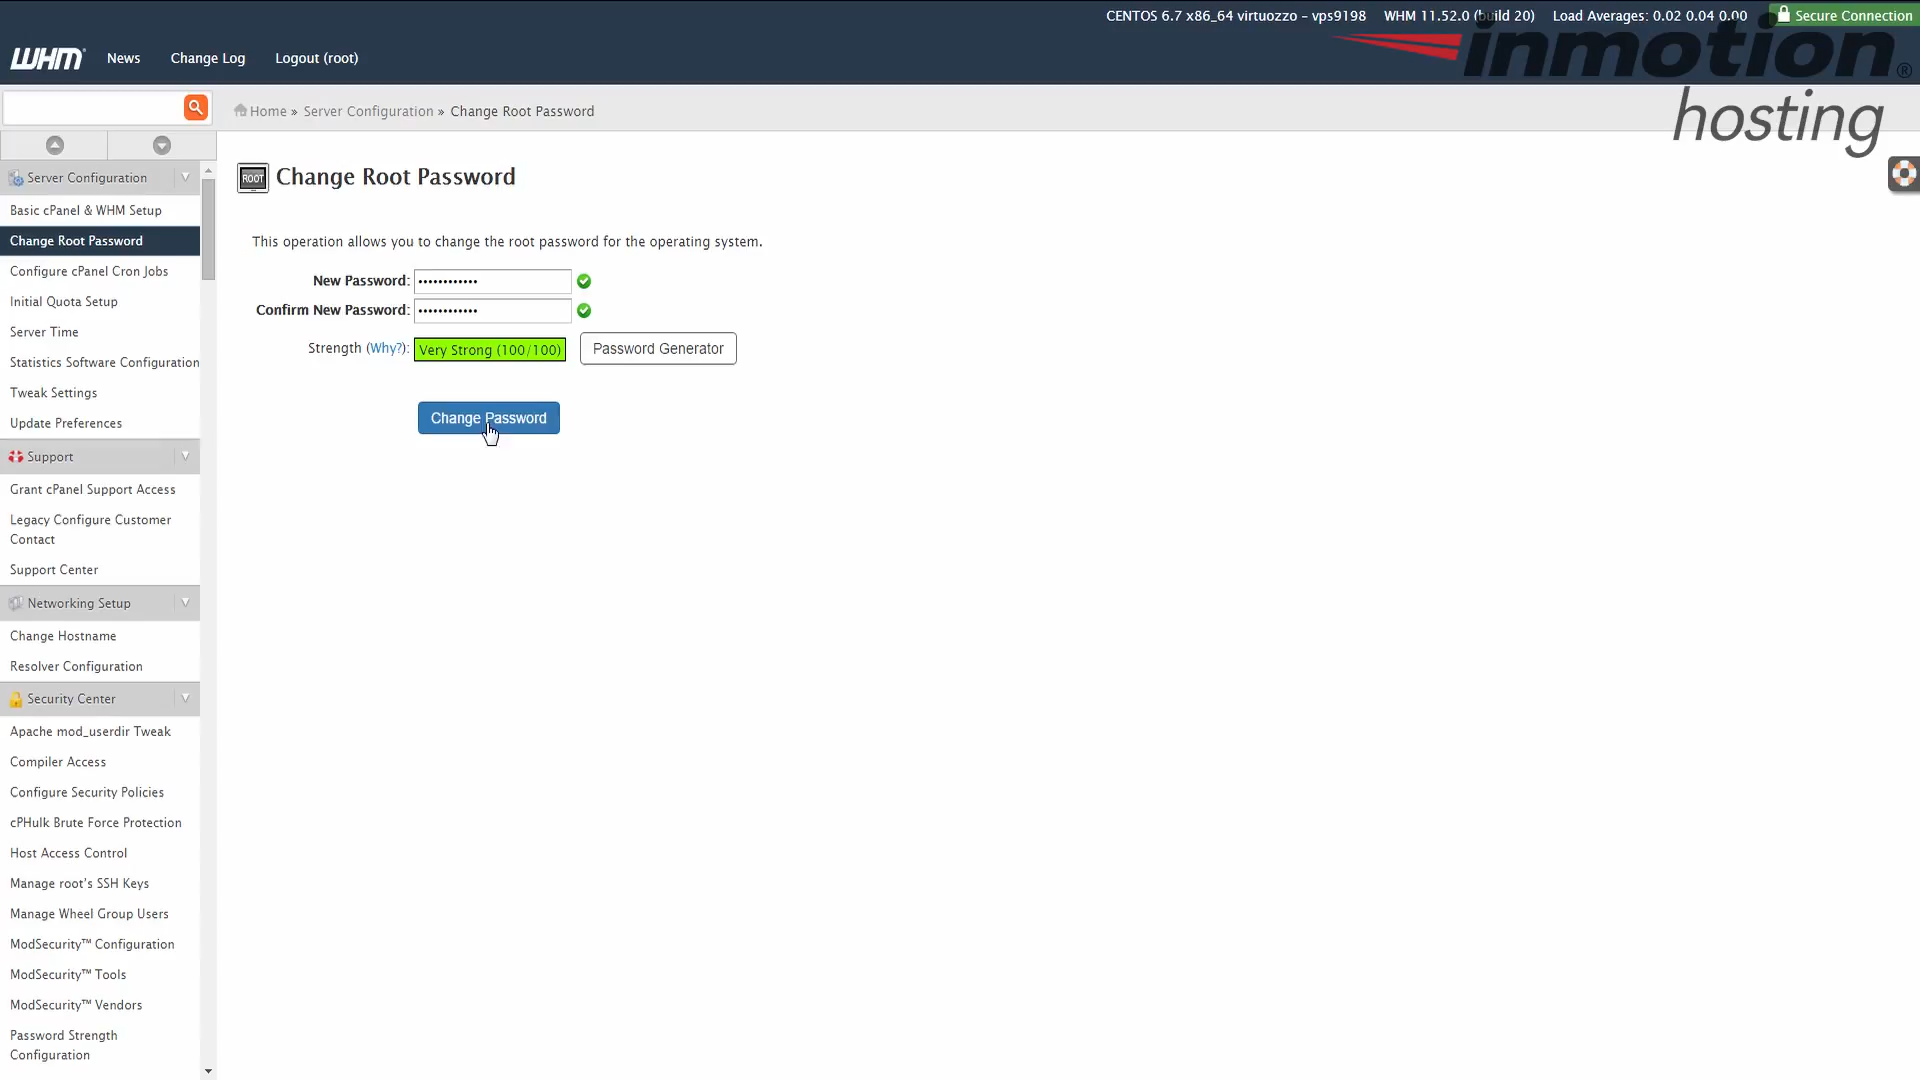 CENTOS 6.7 x86_64 virtuozzo – vps9198 WHM 11.52.0 (build 20) Load Averages: 0.02 0.04 0.00 Secure Connection
WHM News Change Log Logout (root)
inmotion®
hosting
Home » Server Configuration » Change Root Password
Server Configuration
Basic cPanel & WHM Setup
Change Root Password
Configure cPanel Cron Jobs
Initial Quota Setup
Server Time
Statistics Software Configuration
Tweak Settings
Update Preferences
Support
Grant cPanel Support Access
Legacy Configure Customer
Contact
Support Center
Networking Setup
Change Hostname
Resolver Configuration
Security Center
Apache mod_userdir Tweak
Compiler Access
Configure Security Policies
cPHulk Brute Force Protection
Host Access Control
Manage root's SSH Keys
Manage Wheel Group Users
ModSecurity™ Configuration
ModSecurity™ Tools
ModSecurity™ Vendors
Password Strength
Configuration
ROOT Change Root Password
This operation allows you to change the root password for the operating system.
New Password: ••••••••••••
Confirm New Password: ••••••••••••
Strength (Why?): Very Strong (100/100) Password Generator
Change Password